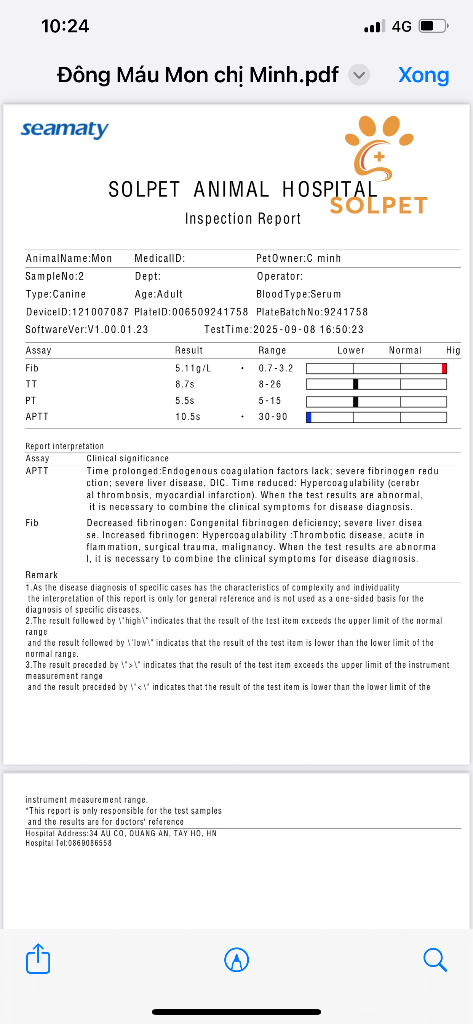 10:24
4G
Đông Máu Mon chị Minh.pdf
Xong
seamaty
SOLPET ANIMAL HOSPITAL
SOLPET
Inspection Report
AnimalName:Mon MedicalID: PetOwner:C minh
SampleNo:2 Dept: Operator:
Type:Canine Age:Adult BloodType:Serum
DeviceID:121007087 PlateID:006509241758 PlateBatchNo:9241758
SoftwareVer:V1.00.01.23 TestTime:2025-09-08 16:50:23
Assay Result Range Lower Normal Hig
Fib 5.11g/L • 0.7-3.2
TT 8.7s 8-26
PT 5.5s 5-15
APTT 10.5s • 30-90
Report interpretation
Assay Clinical significance
APTT Time prolonged:Endogenous coagulation factors lack; severe fibrinogen redu
ction; severe liver disease, DIC. Time reduced: Hypercoagulability (cerebr
al thrombosis, myocardial infarction). When the test results are abnormal,
it is necessary to combine the clinical symptoms for disease diagnosis.
Fib Decreased fibrinogen: Congenital fibrinogen deficiency; severe liver disea
se. Increased fibrinogen: Hypercoagulability :Thrombotic disease, acute in
flammation, surgical trauma, malignancy. When the test results are abnorma
l, it is necessary to combine the clinical symptoms for disease diagnosis.
Remark
1.As the disease diagnosis of specific cases has the characteristics of complexity and individuality
the interpretation of this report is only for general reference and is not used as a one-sided basis for the
diagnosis of specific diseases.
2.The result followed by \"high\" indicates that the result of the test item exceeds the upper limit of the normal
range
and the result followed by \"low\" indicates that the result of the test item is lower than the lower limit of the
normal range.
3.The result preceded by \">\" indicates that the result of the test item exceeds the upper limit of the instrument
measurement range
and the result preceded by \"<\" indicates that the result of the test item is lower than the lower limit of the
instrument measurement range.
*This report is only responsible for the test samples
and the results are for doctors' reference
Hospital Address:34 AU CO, QUANG AN, TAY HO, HN
Hospital Tel:0869086558